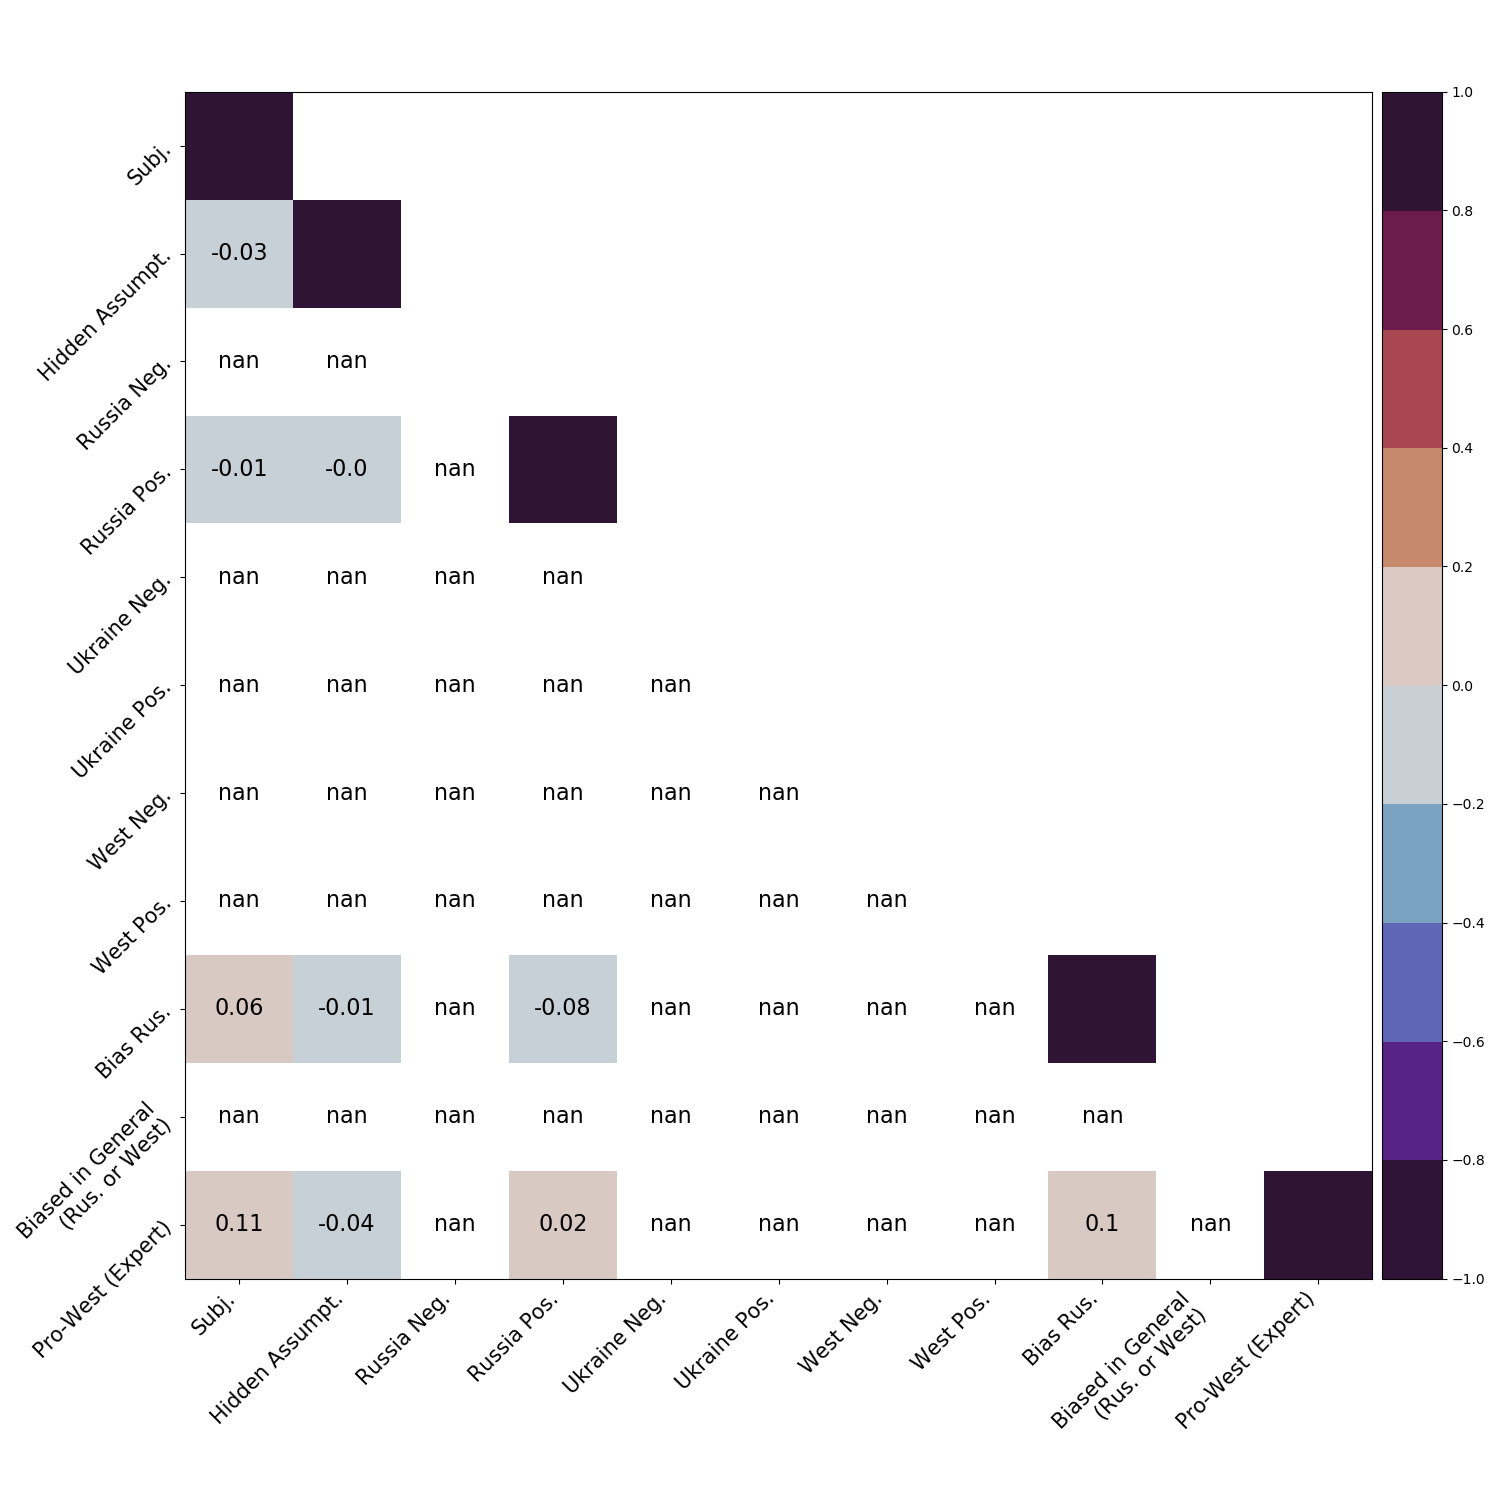 1.0
Subj.
0.8
Hidden Assumpt. -0.03
0.6
Russia Neg. nan nan
0.4
Russia Pos. -0.01 -0.0 nan
0.2
Ukraine Neg. nan nan nan nan
0.0
Ukraine Pos. nan nan nan nan nan
−0.2
West Neg. nan nan nan nan nan nan
−0.4
West Pos. nan nan nan nan nan nan nan
−0.6
Bias Rus. 0.06 -0.01 nan -0.08 nan nan nan nan
Biased in General
(Rus. or West) nan nan nan nan nan nan nan nan nan
−0.8
Pro-West (Expert) 0.11 -0.04 nan 0.02 nan nan nan nan 0.1 nan
−1.0
Subj.
Hidden Assumpt.
Russia Neg.
Russia Pos.
Ukraine Neg.
Ukraine Pos.
West Neg.
West Pos.
Bias Rus.
Biased in General
(Rus. or West)
Pro-West (Expert)